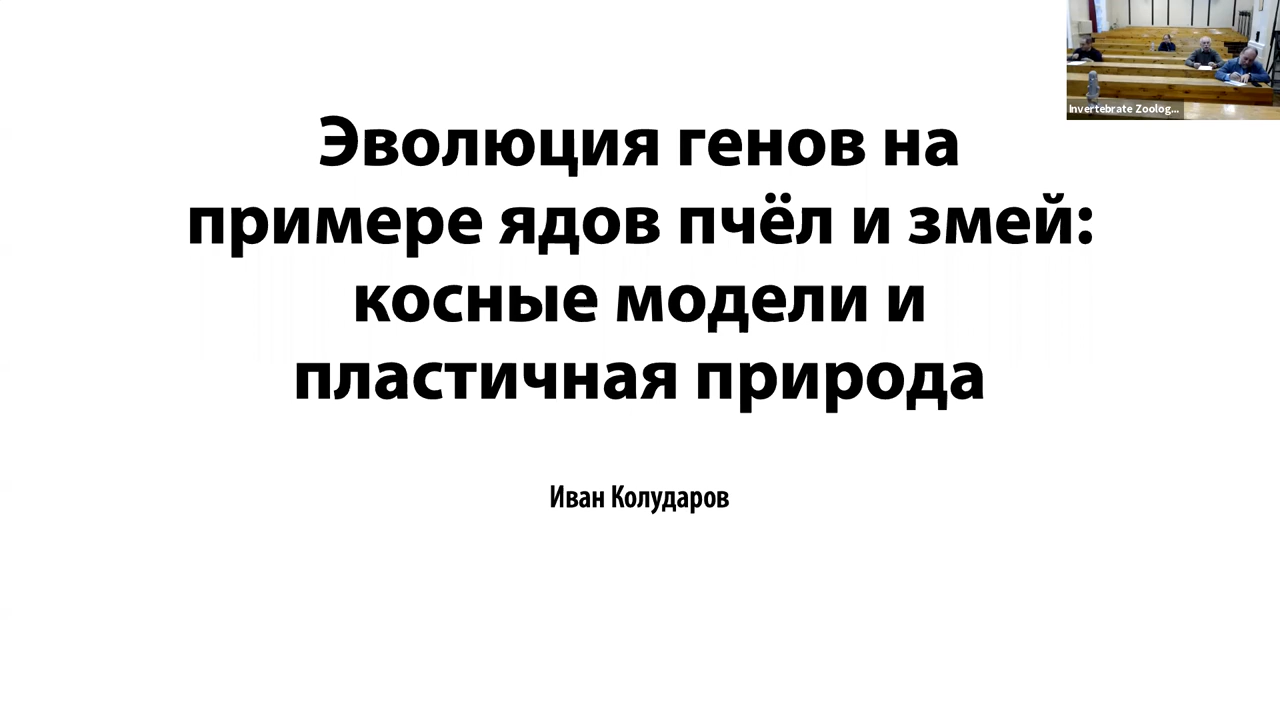 Invertebrate Zoolog...
Эволюция генов на
примере ядов пчёл и змей:
косные модели и
пластичная природа
Иван Колударов